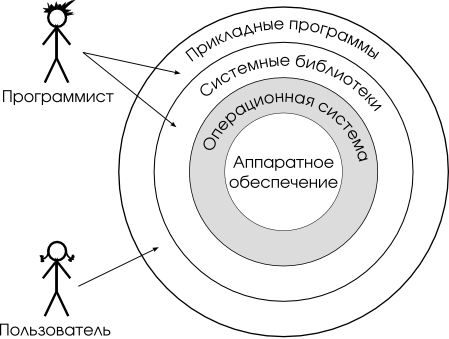 Прикладные программы
Системные библиотеки
Операционная система
Аппаратное
обеспечение
Программист
Пользователь